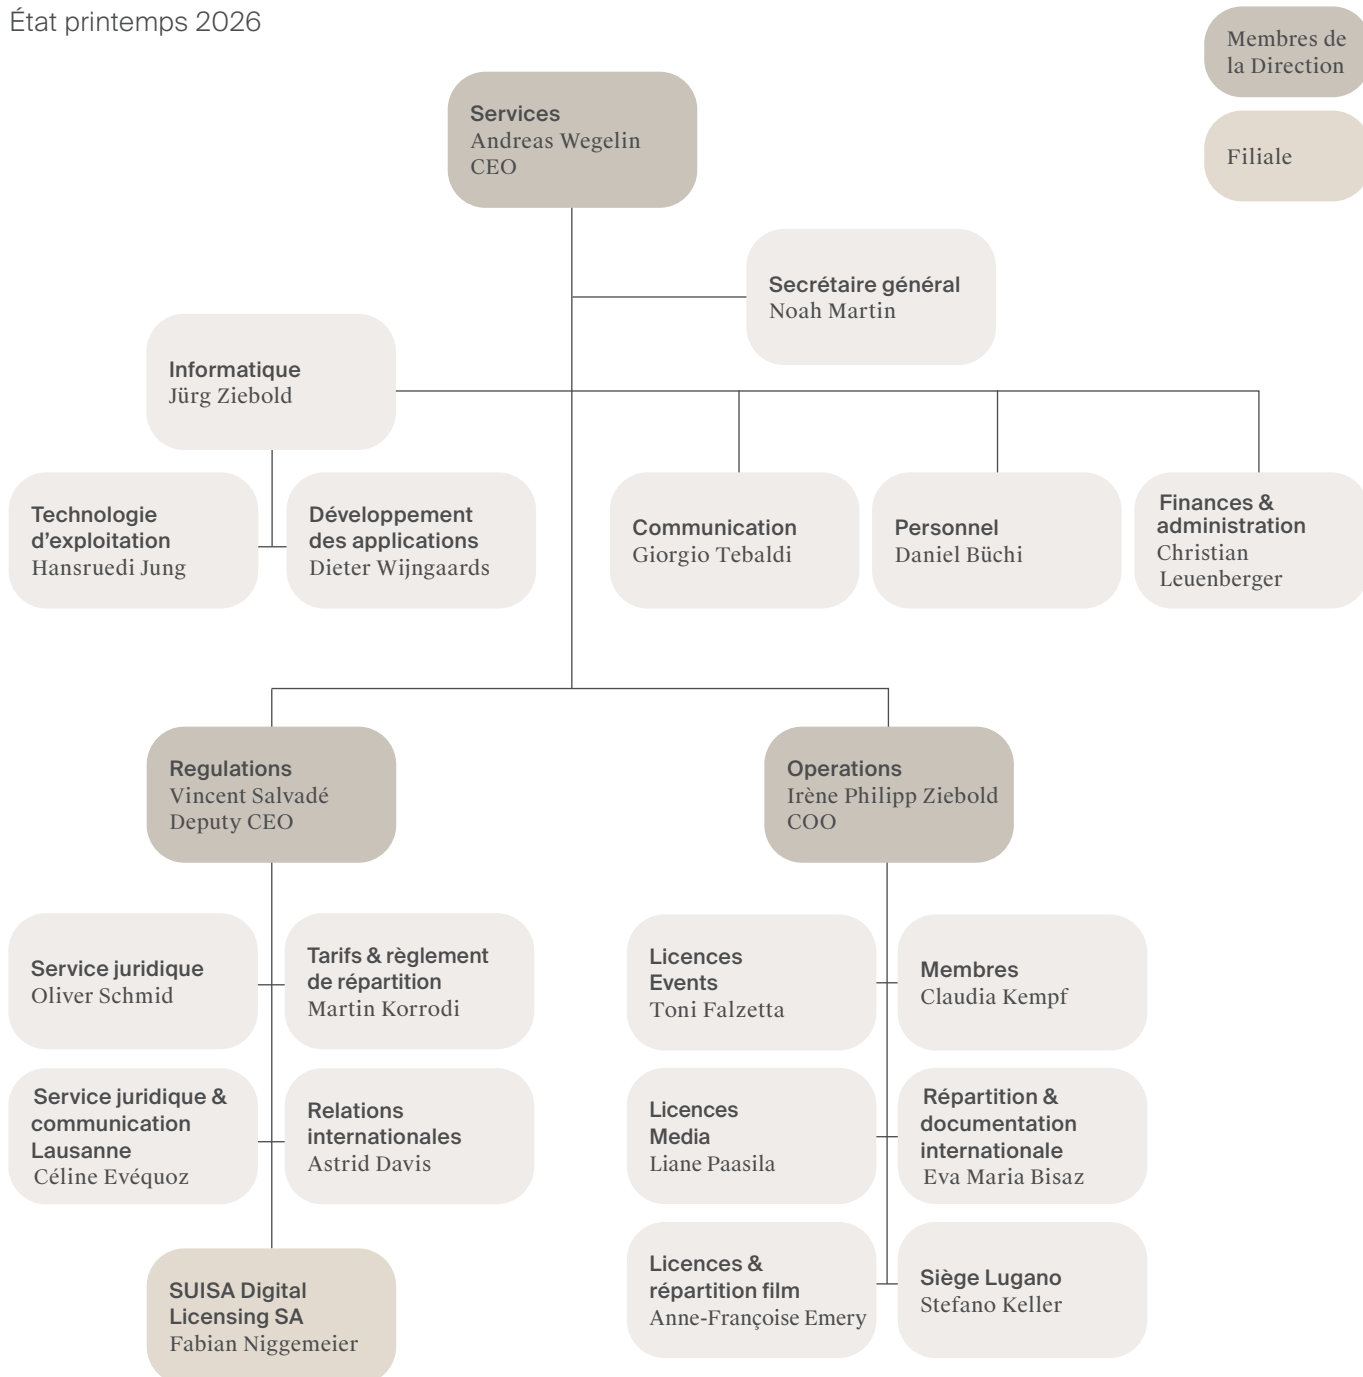 État printemps 2026
Membres de
la Direction
Filiale
Services
Andreas Wegelin
CEO
Secrétaire général
Noah Martin
Informatique
Jürg Ziebold
Technologie
d’exploitation
Hansruedi Jung
Développement
des applications
Dieter Wijngaards
Communication
Giorgio Tebaldi
Personnel
Daniel Büchi
Finances &
administration
Christian
Leuenberger
Regulations
Vincent Salvadé
Deputy CEO
Operations
Irène Philipp Ziebold
COO
Service juridique
Oliver Schmid
Tarifs & règlement
de répartition
Martin Korrodi
Licences
Events
Toni Falzetta
Membres
Claudia Kempf
Service juridique &
communication
Lausanne
Céline Evéquoz
Relations
internationales
Astrid Davis
Licences
Media
Liane Paasila
Répartition &
documentation
internationale
Eva Maria Bisaz
SUISA Digital
Licensing SA
Fabian Niggemeier
Licences &
répartition film
Anne-Françoise Emery
Siège Lugano
Stefano Keller